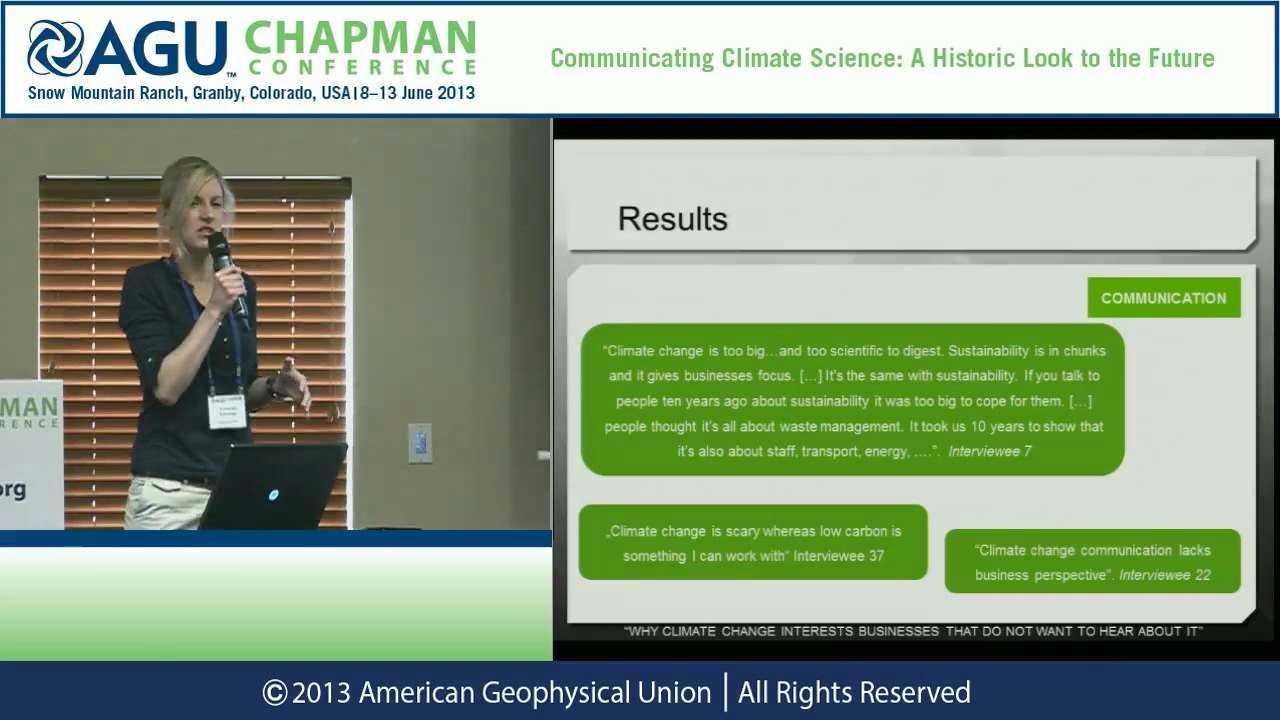 AGU CHAPMAN
™ CONFERENCE
Snow Mountain Ranch, Granby, Colorado, USA|8–13 June 2013
Communicating Climate Science: A Historic Look to the Future
Results
COMMUNICATION
“Climate change is too big…and too scientific to digest. Sustainability is in chunks
and it gives businesses focus. […] It's the same with sustainability. If you talk to
people ten years ago about sustainability it was too big to cope for them. […]
people thought it's all about waste management. It took us 10 years to show that
it's also about staff, transport, energy, ….”. Interviewee 7
„Climate change is scary whereas low carbon is
something I can work with“ Interviewee 37
“Climate change communication lacks
business perspective”. Interviewee 22
“WHY CLIMATE CHANGE INTERESTS BUSINESSES THAT DO NOT WANT TO HEAR ABOUT IT”
MAN
RENCE
org
hp
©2013 American Geophysical Union | All Rights Reserved